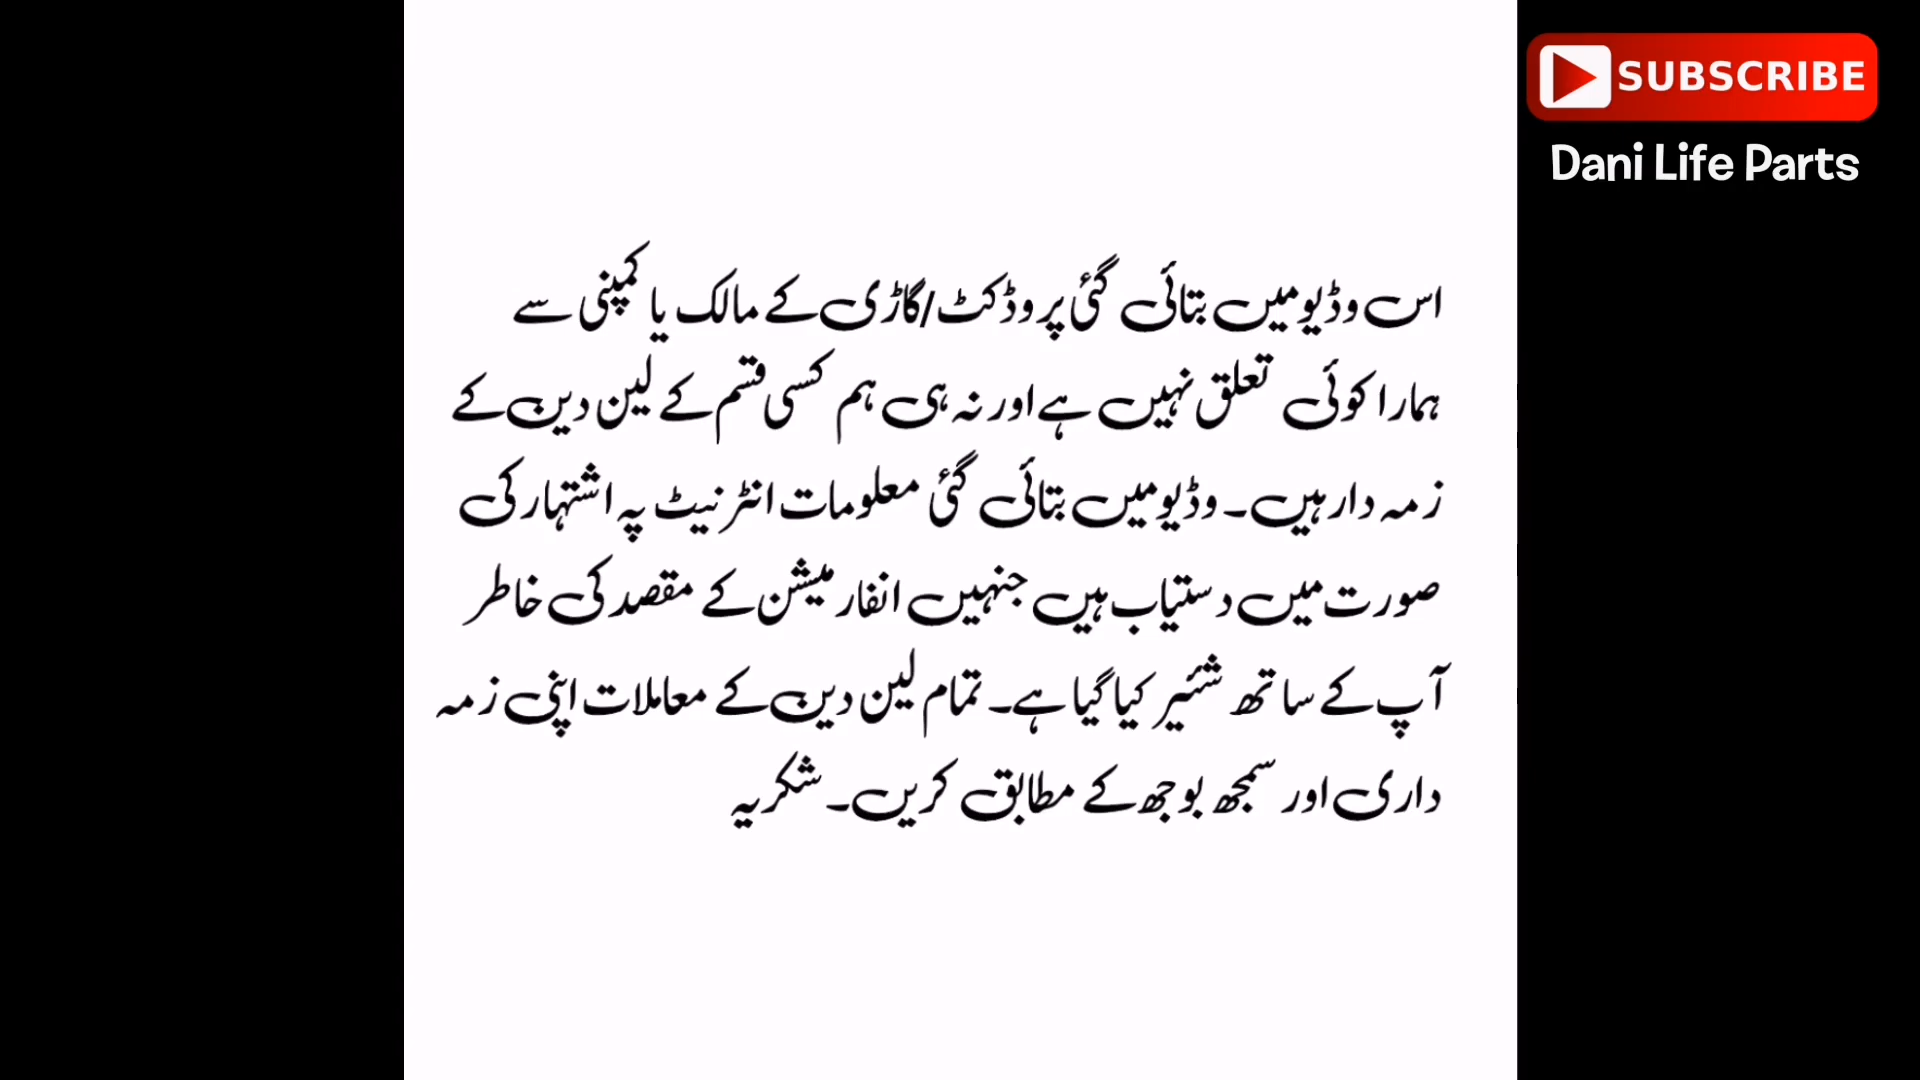 SUBSCRIBE
Dani Life Parts
اس وڈیو میں بتائی گئی پروڈکٹ/گاڑی کے مالک یا کمپنی سے
ہمارا کوئی تعلق نہیں ہے اور نہ ہی ہم کسی قسم کے لین دین کے
زمہ دار ہیں۔ وڈیو میں بتائی گئی معلومات انٹرنیٹ پہ اشتہار کی
صورت میں دستیاب ہیں جنہیں انفارمیشن کے مقصد کی خاطر
آپ کے ساتھ شئیر کیا گیا ہے۔ تمام لین دین کے معاملات اپنی زمہ
داری اور سمجھ بوجھ کے مطابق کریں۔ شکریہ